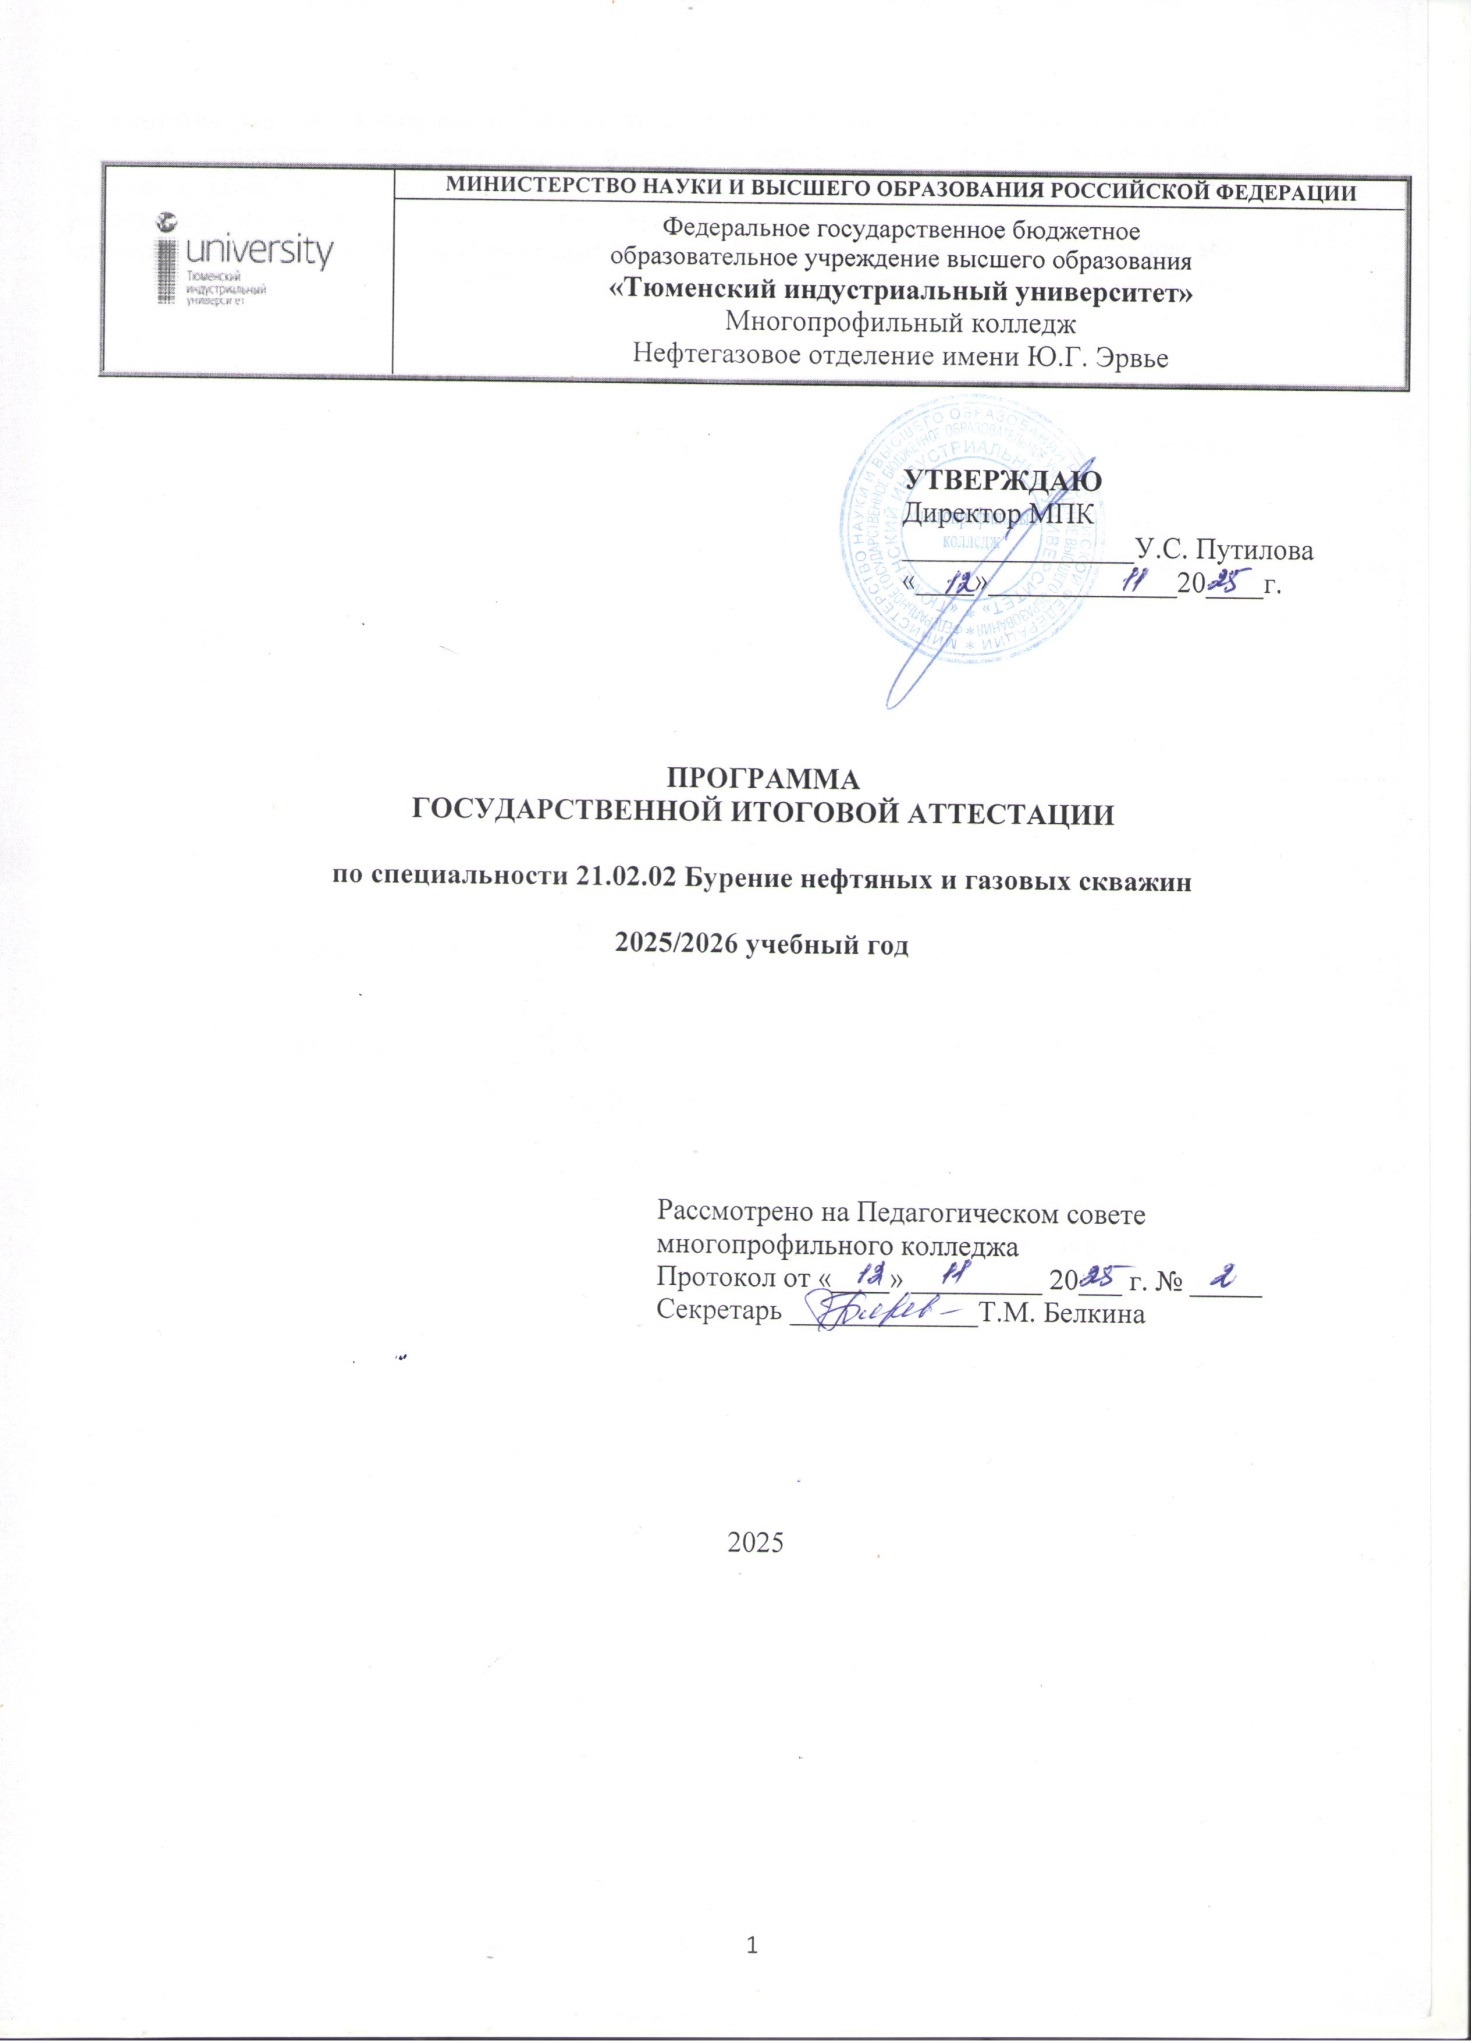 МИНИСТЕРСТВО НАУКИ И ВЫСШЕГО ОБРАЗОВАНИЯ РОССИЙСКОЙ ФЕДЕРАЦИИ
university
Тюменский
индустриальный
университет
Федеральное государственное бюджетное
образовательное учреждение высшего образования
«Тюменский индустриальный университет»
Многопрофильный колледж
Нефтегазовое отделение имени Ю.Г. Эрвье
УТВЕРЖДАЮ
Директор МПК
колледж
________________У.С. Путилова
«12» 11 2025 г.
ПРОГРАММА
ГОСУДАРСТВЕННОЙ ИТОГОВОЙ АТТЕСТАЦИИ
по специальности 21.02.02 Бурение нефтяных и газовых скважин
2025/2026 учебный год
Рассмотрено на Педагогическом совете
многопрофильного колледжа
Протокол от «12» 11 2025 г. № 2
Секретарь ____________Т.М. Белкина
2025
1